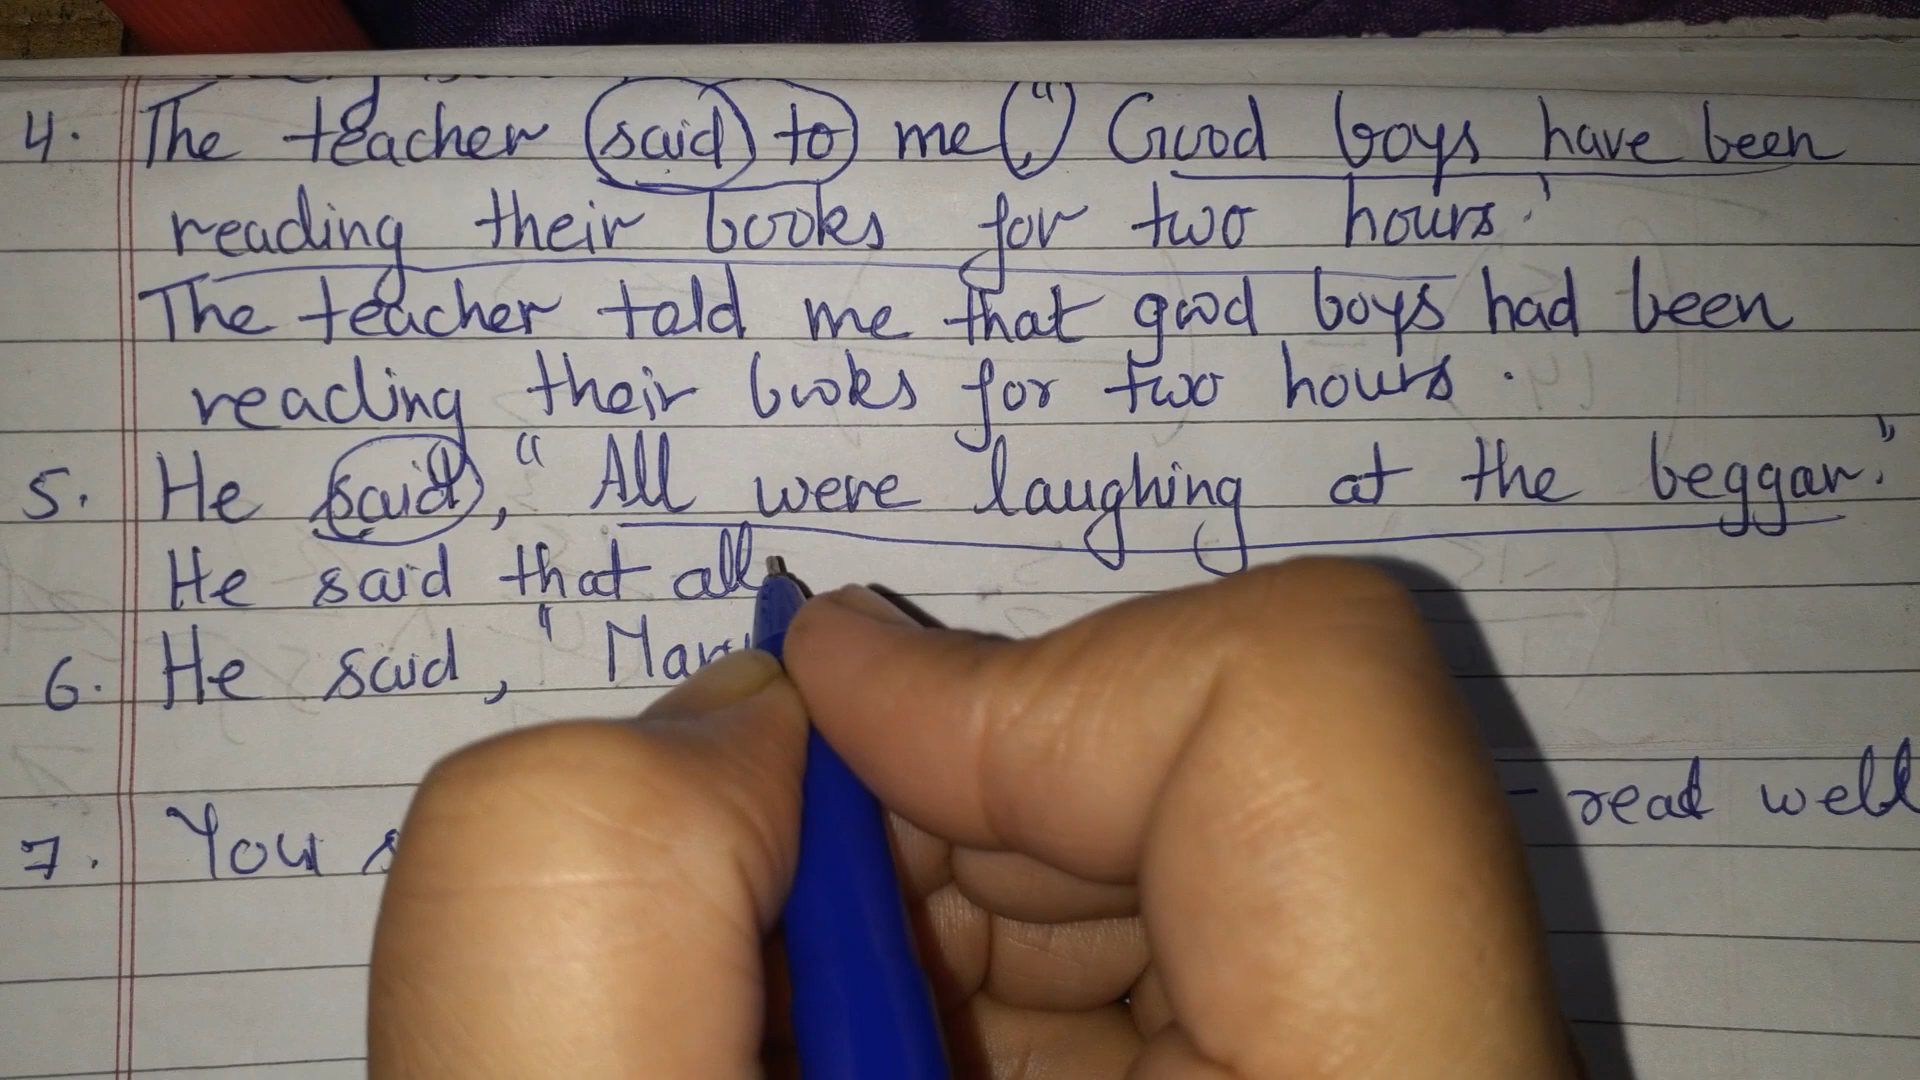 4. The teacher said to me, "Good boys have been
reading their books for two hours."
The teacher told me that good boys had been
reading their books for two hours.
5. He said, "All were laughing at the beggar."
He said that all
6. He said, "Mary
7. You - read well